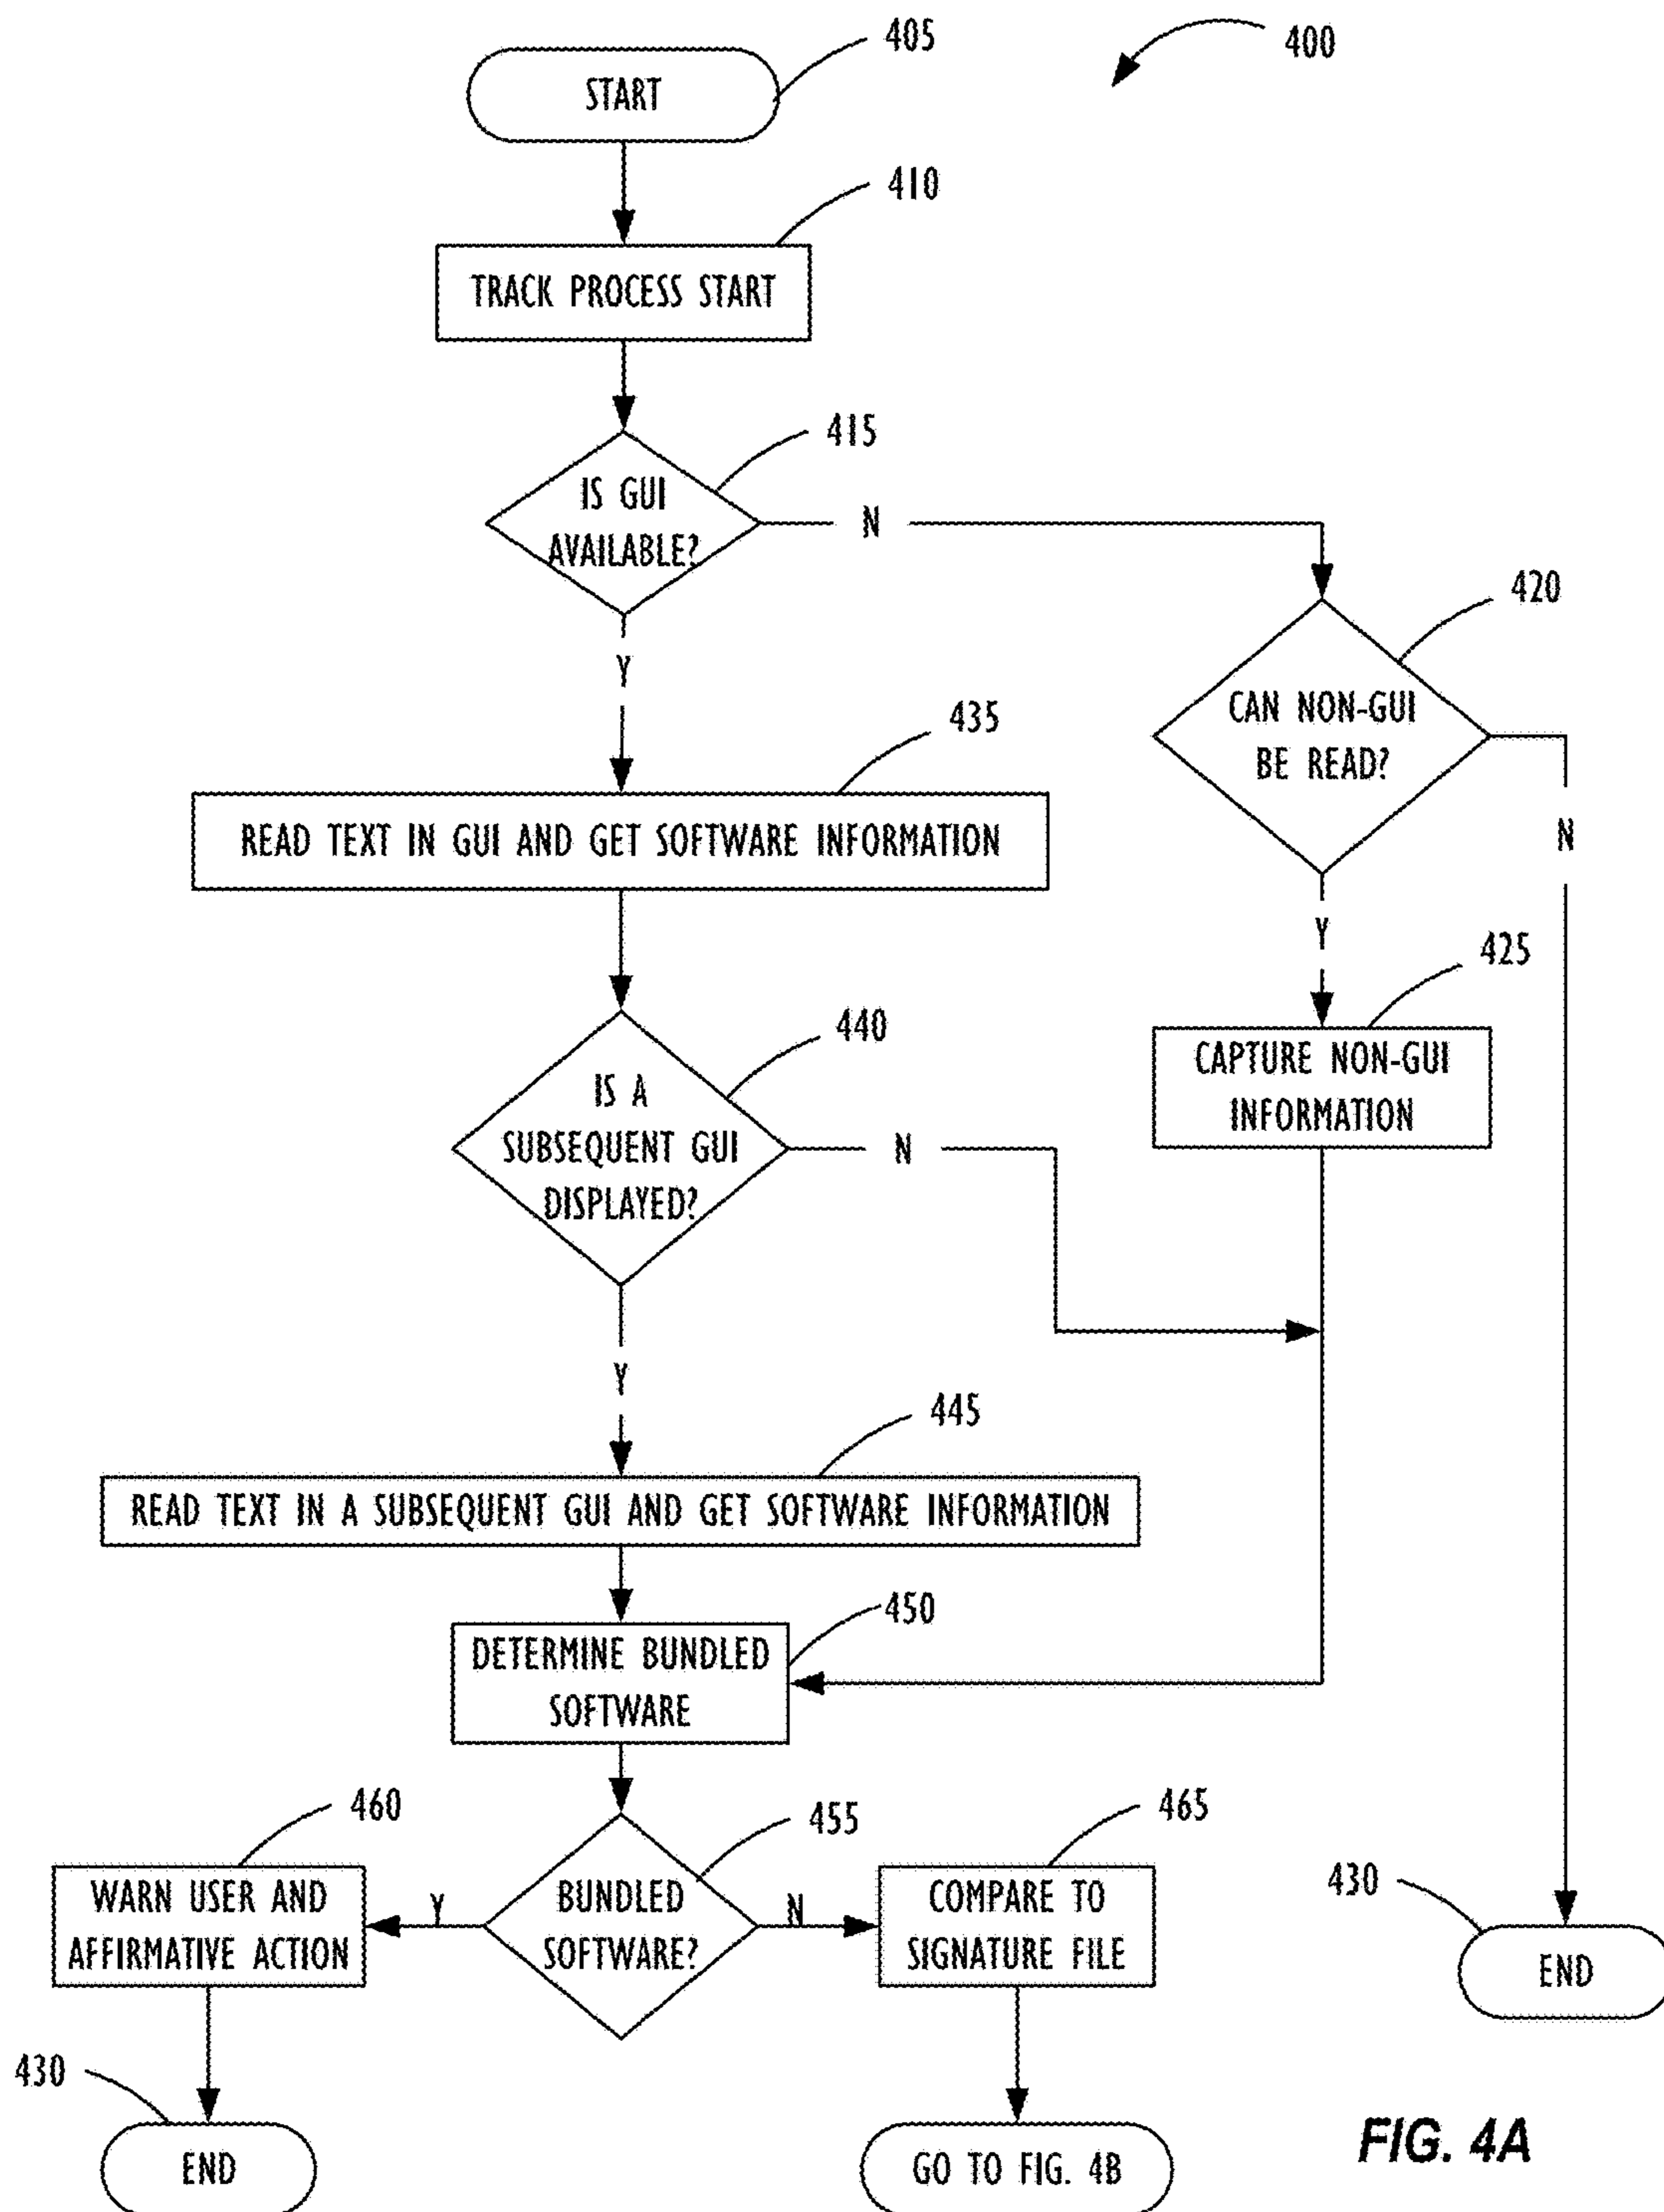 405
400
START
410
TRACK PROCESS START
415
IS GUI
AVAILABLE?
N
420
Y
CAN NON-GUI
BE READ?
435
N
READ TEXT IN GUI AND GET SOFTWARE INFORMATION
Y
425
440
CAPTURE NON-GUI
INFORMATION
IS A
SUBSEQUENT GUI
DISPLAYED?
N
Y
445
READ TEXT IN A SUBSEQUENT GUI AND GET SOFTWARE INFORMATION
450
DETERMINE BUNDLED
SOFTWARE
460
455
465
WARN USER AND
AFFIRMATIVE ACTION
Y
BUNDLED
SOFTWARE?
N
COMPARE TO
SIGNATURE FILE
430
END
430
END
GO TO FIG. 4B
FIG. 4A